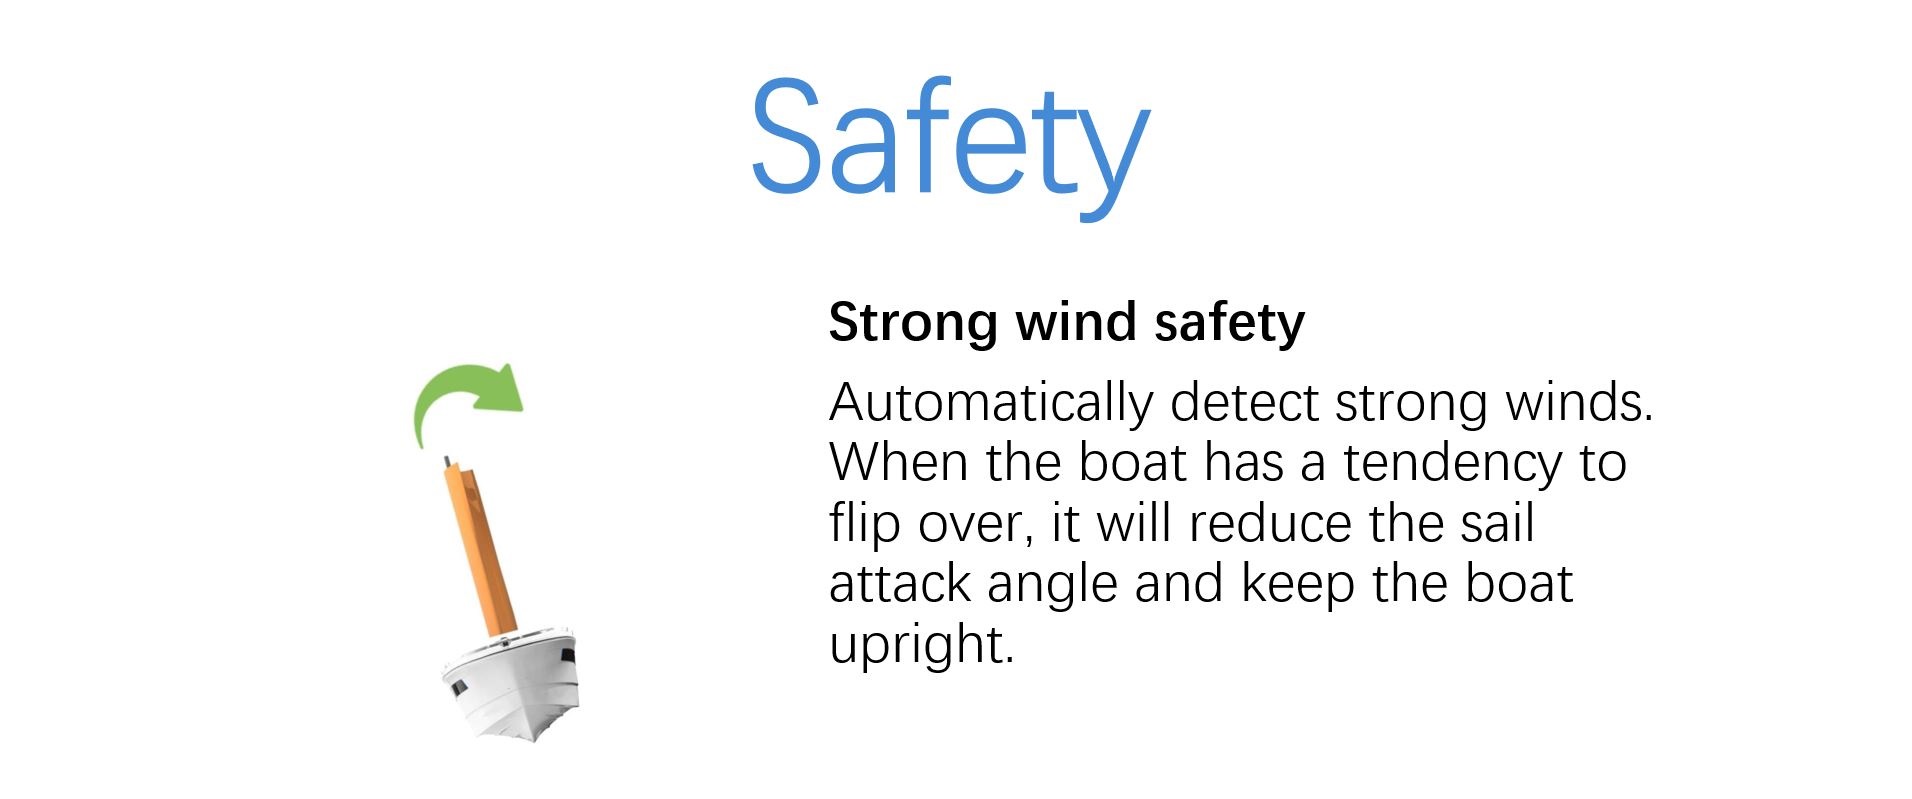 Safety
Strong wind safety
Automatically detect strong winds.
When the boat has a tendency to
flip over, it will reduce the sail
attack angle and keep the boat
upright.